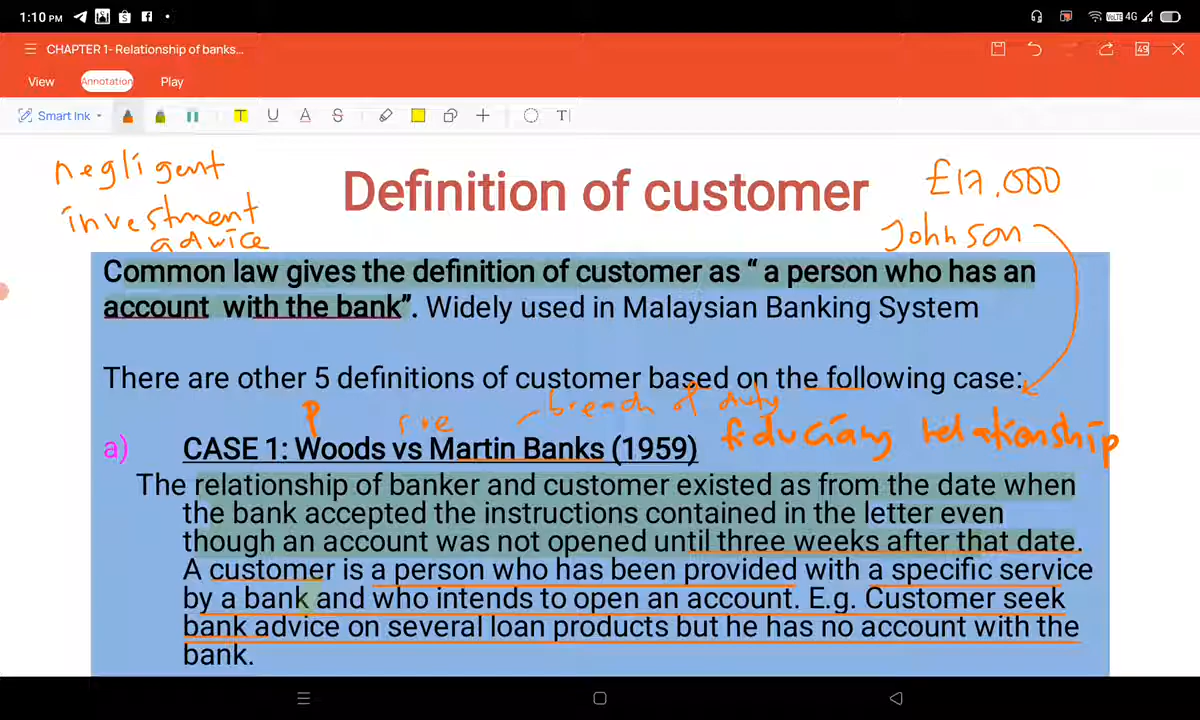 1:10 PM
VoLTE 4G
CHAPTER 1- Relationship of banks...
49
View Annotation Play
Smart Ink
T U A S T
negligent
investment
advice
Definition of customer
£17,000
Johnson
Common law gives the definition of customer as “ a person who has an
account with the bank”. Widely used in Malaysian Banking System
There are other 5 definitions of customer based on the following case:
P
breach of duty
fiduciary relationship
a) CASE 1: Woods vs Martin Banks (1959)
The relationship of banker and customer existed as from the date when
the bank accepted the instructions contained in the letter even
though an account was not opened until three weeks after that date.
A customer is a person who has been provided with a specific service
by a bank and who intends to open an account. E.g. Customer seek
bank advice on several loan products but he has no account with the
bank.